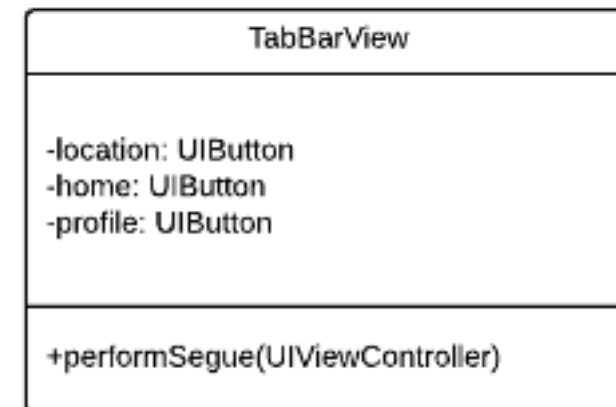 TabBarView
-location: UIButton
-home: UIButton
-profile: UIButton
+performSegue(UIViewController)